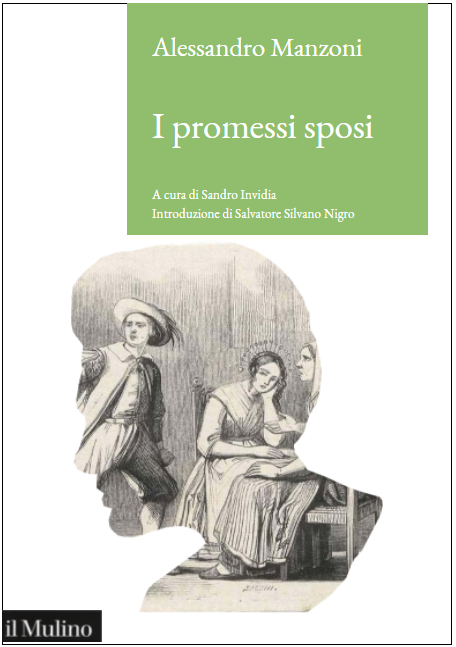 Alessandro Manzoni
I promessi sposi
A cura di Sandro Invidia
Introduzione di Salvatore Silvano Nigro
il Mulino